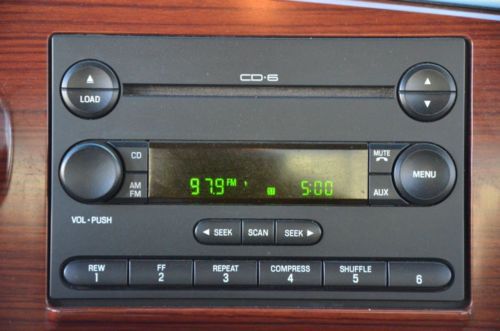 CD·6
LOAD
CD
MUTE
MENU
AM
FM
97.9 FM
5:00
AUX
VOL · PUSH
SEEK SCAN SEEK
REW FF REPEAT COMPRESS SHUFFLE
1 2 3 4 5 6